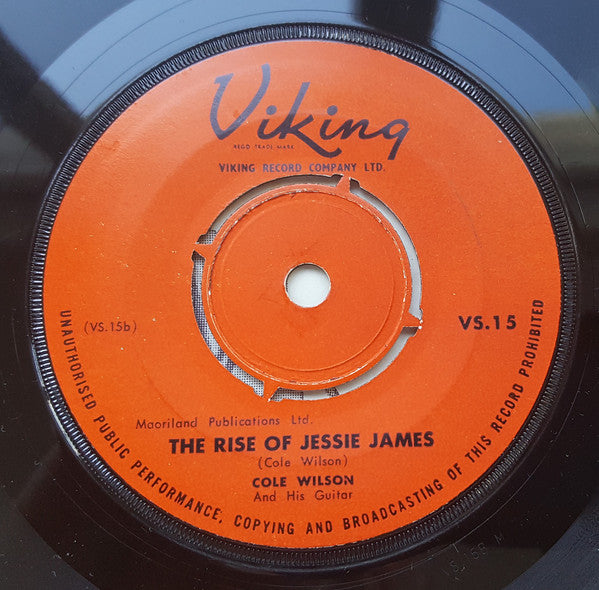 Viking
REGD TRADE MARK
VIKING RECORD COMPANY LTD.
(VS.15b)
VS.15
Maoriland Publications Ltd.
THE RISE OF JESSIE JAMES
(Cole Wilson)
COLE WILSON
And His Guitar
UNAUTHORISED PUBLIC PERFORMANCE, COPYING AND BROADCASTING OF THIS RECORD PROHIBITED